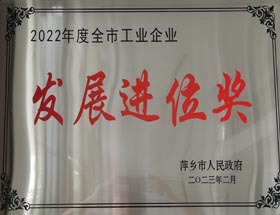 2022年度全市工业企业
发展进位奖
萍乡市人民政府
二〇二三年二月